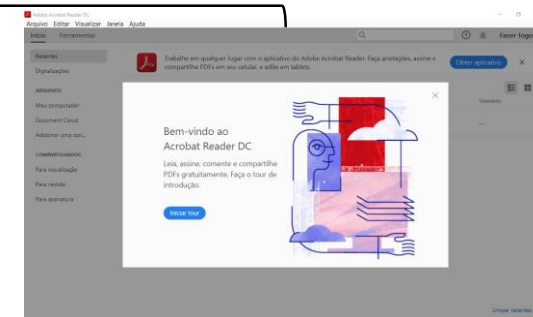 Adobe Acrobat Reader DC
Arquivo Editar Visualizar Janela Ajuda
Início Ferramentas
Fazer logo
Recentes
Digitalizações
Trabalhe em qualquer lugar com o aplicativo do Adobe Acrobat Reader. Faça anotações, assine e
compartilhe PDFs em seu celular, e edite em tablets.
Obter aplicativo
ARQUIVOS
Meu computador
Document Cloud
Adicionar uma con...
COMPARTILHADOS
Para visualização
Para revisão
Para assinatura
Bem-vindo ao
Acrobat Reader DC
Leia, assine, comente e compartilhe
PDFs gratuitamente. Faça o tour de
introdução.
Iniciar tour
Limpar recentes